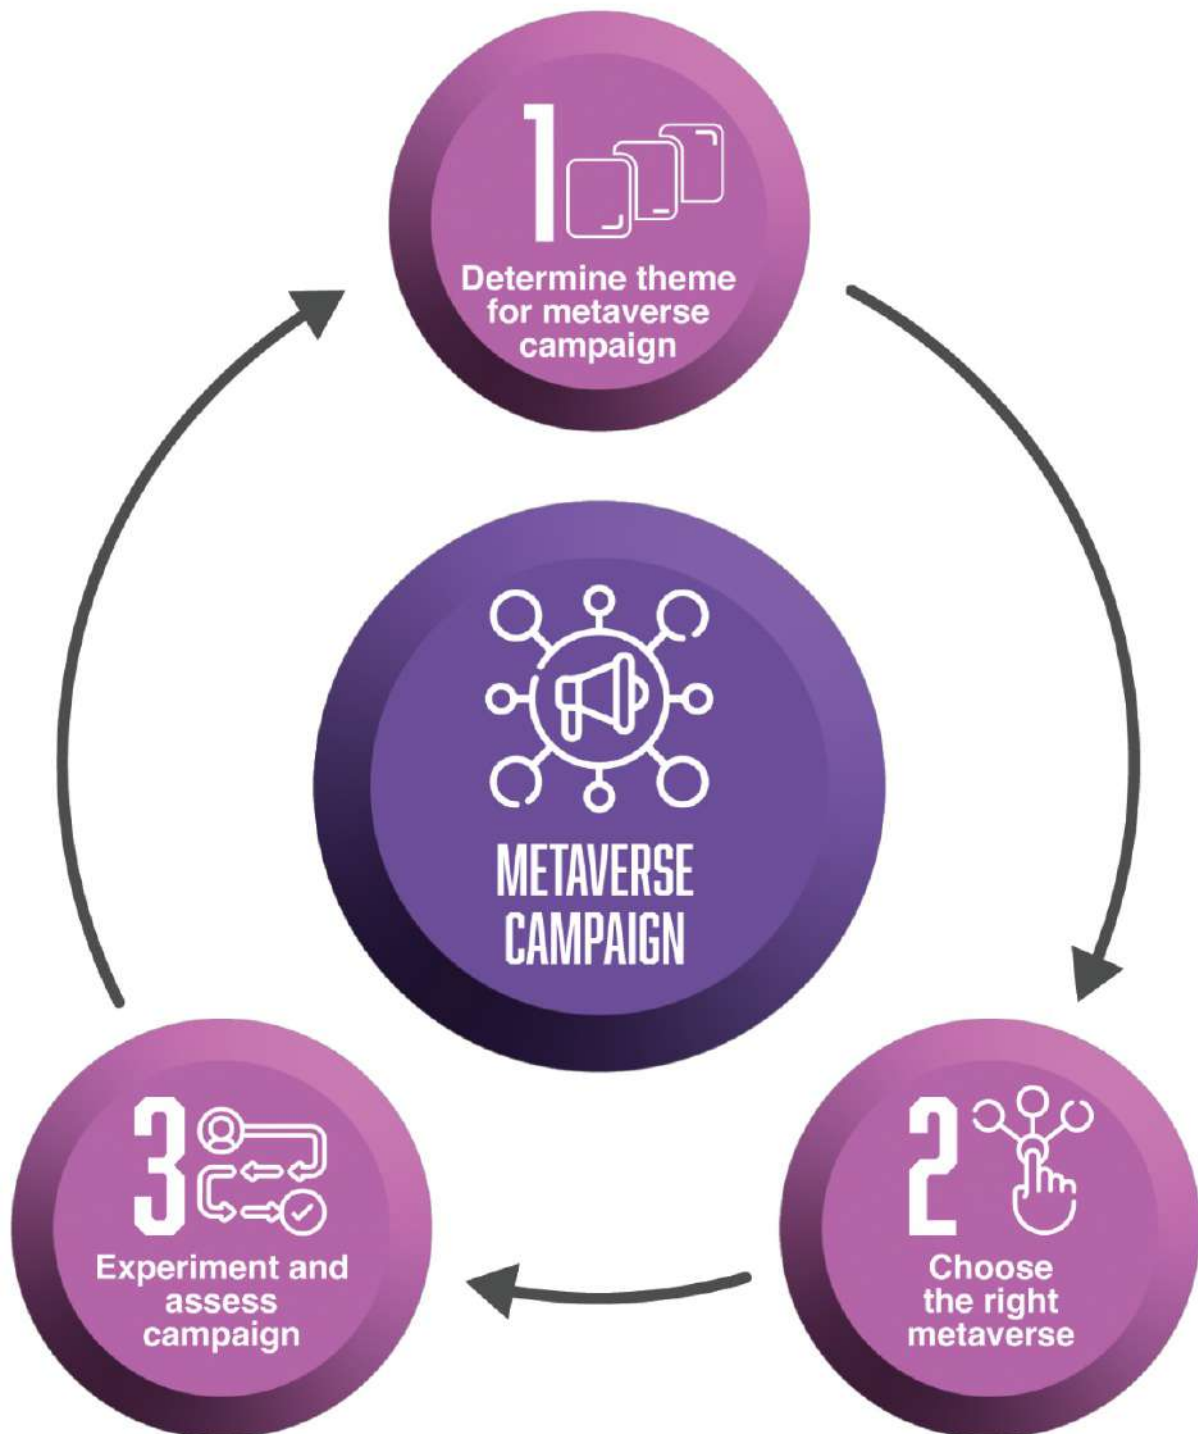 1
Determine theme
for metaverse
campaign
METAVERSE
CAMPAIGN
2
Choose
the right
metaverse
3
Experiment and
assess
campaign